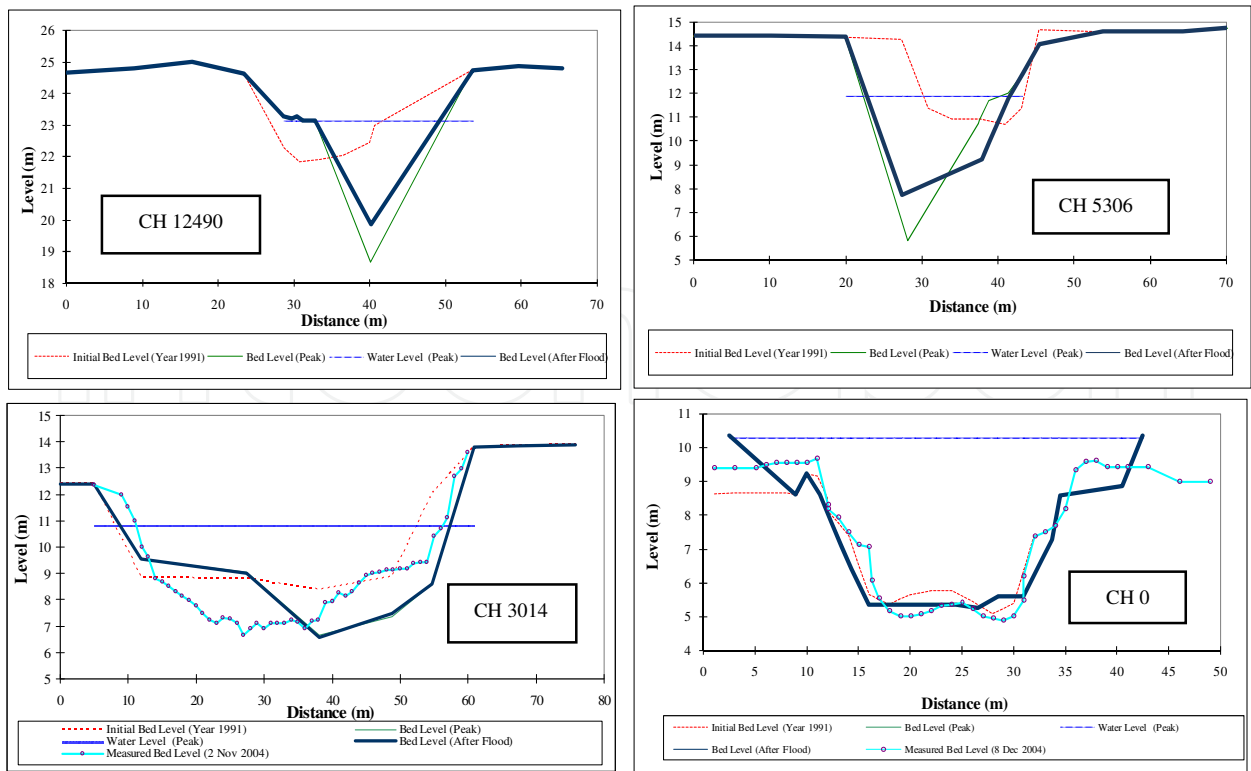 26
25
24
23
22
21
20
19
18
Level (m)
CH 12490
0 10 20 30 40 50 60 70
Distance (m)
Initial Bed Level (Year 1991) Bed Level (Peak) Water Level (Peak) Bed Level (After Flood)
15
14
13
12
11
10
9
8
7
6
5
Level (m)
CH 5306
0 10 20 30 40 50 60 70
Distance (m)
Initial Bed Level (Year 1991) Bed Level (Peak) Water Level (Peak) Bed Level (After Flood)
15
14
13
12
11
10
9
8
7
6
5
Level (m)
CH 3014
0 10 20 30 40 50 60 70 80
Distance (m)
Initial Bed Level (Year 1991) Bed Level (Peak)
Water Level (Peak) Bed Level (After Flood)
Measured Bed Level (2 Nov 2004)
11
10
9
8
7
6
5
4
Level (m)
CH 0
0 5 10 15 20 25 30 35 40 45 50
Distance (m)
Initial Bed Level (Year 1991) Bed Level (Peak) Water Level (Peak)
Bed Level (After Flood) Measured Bed Level (8 Dec 2004)